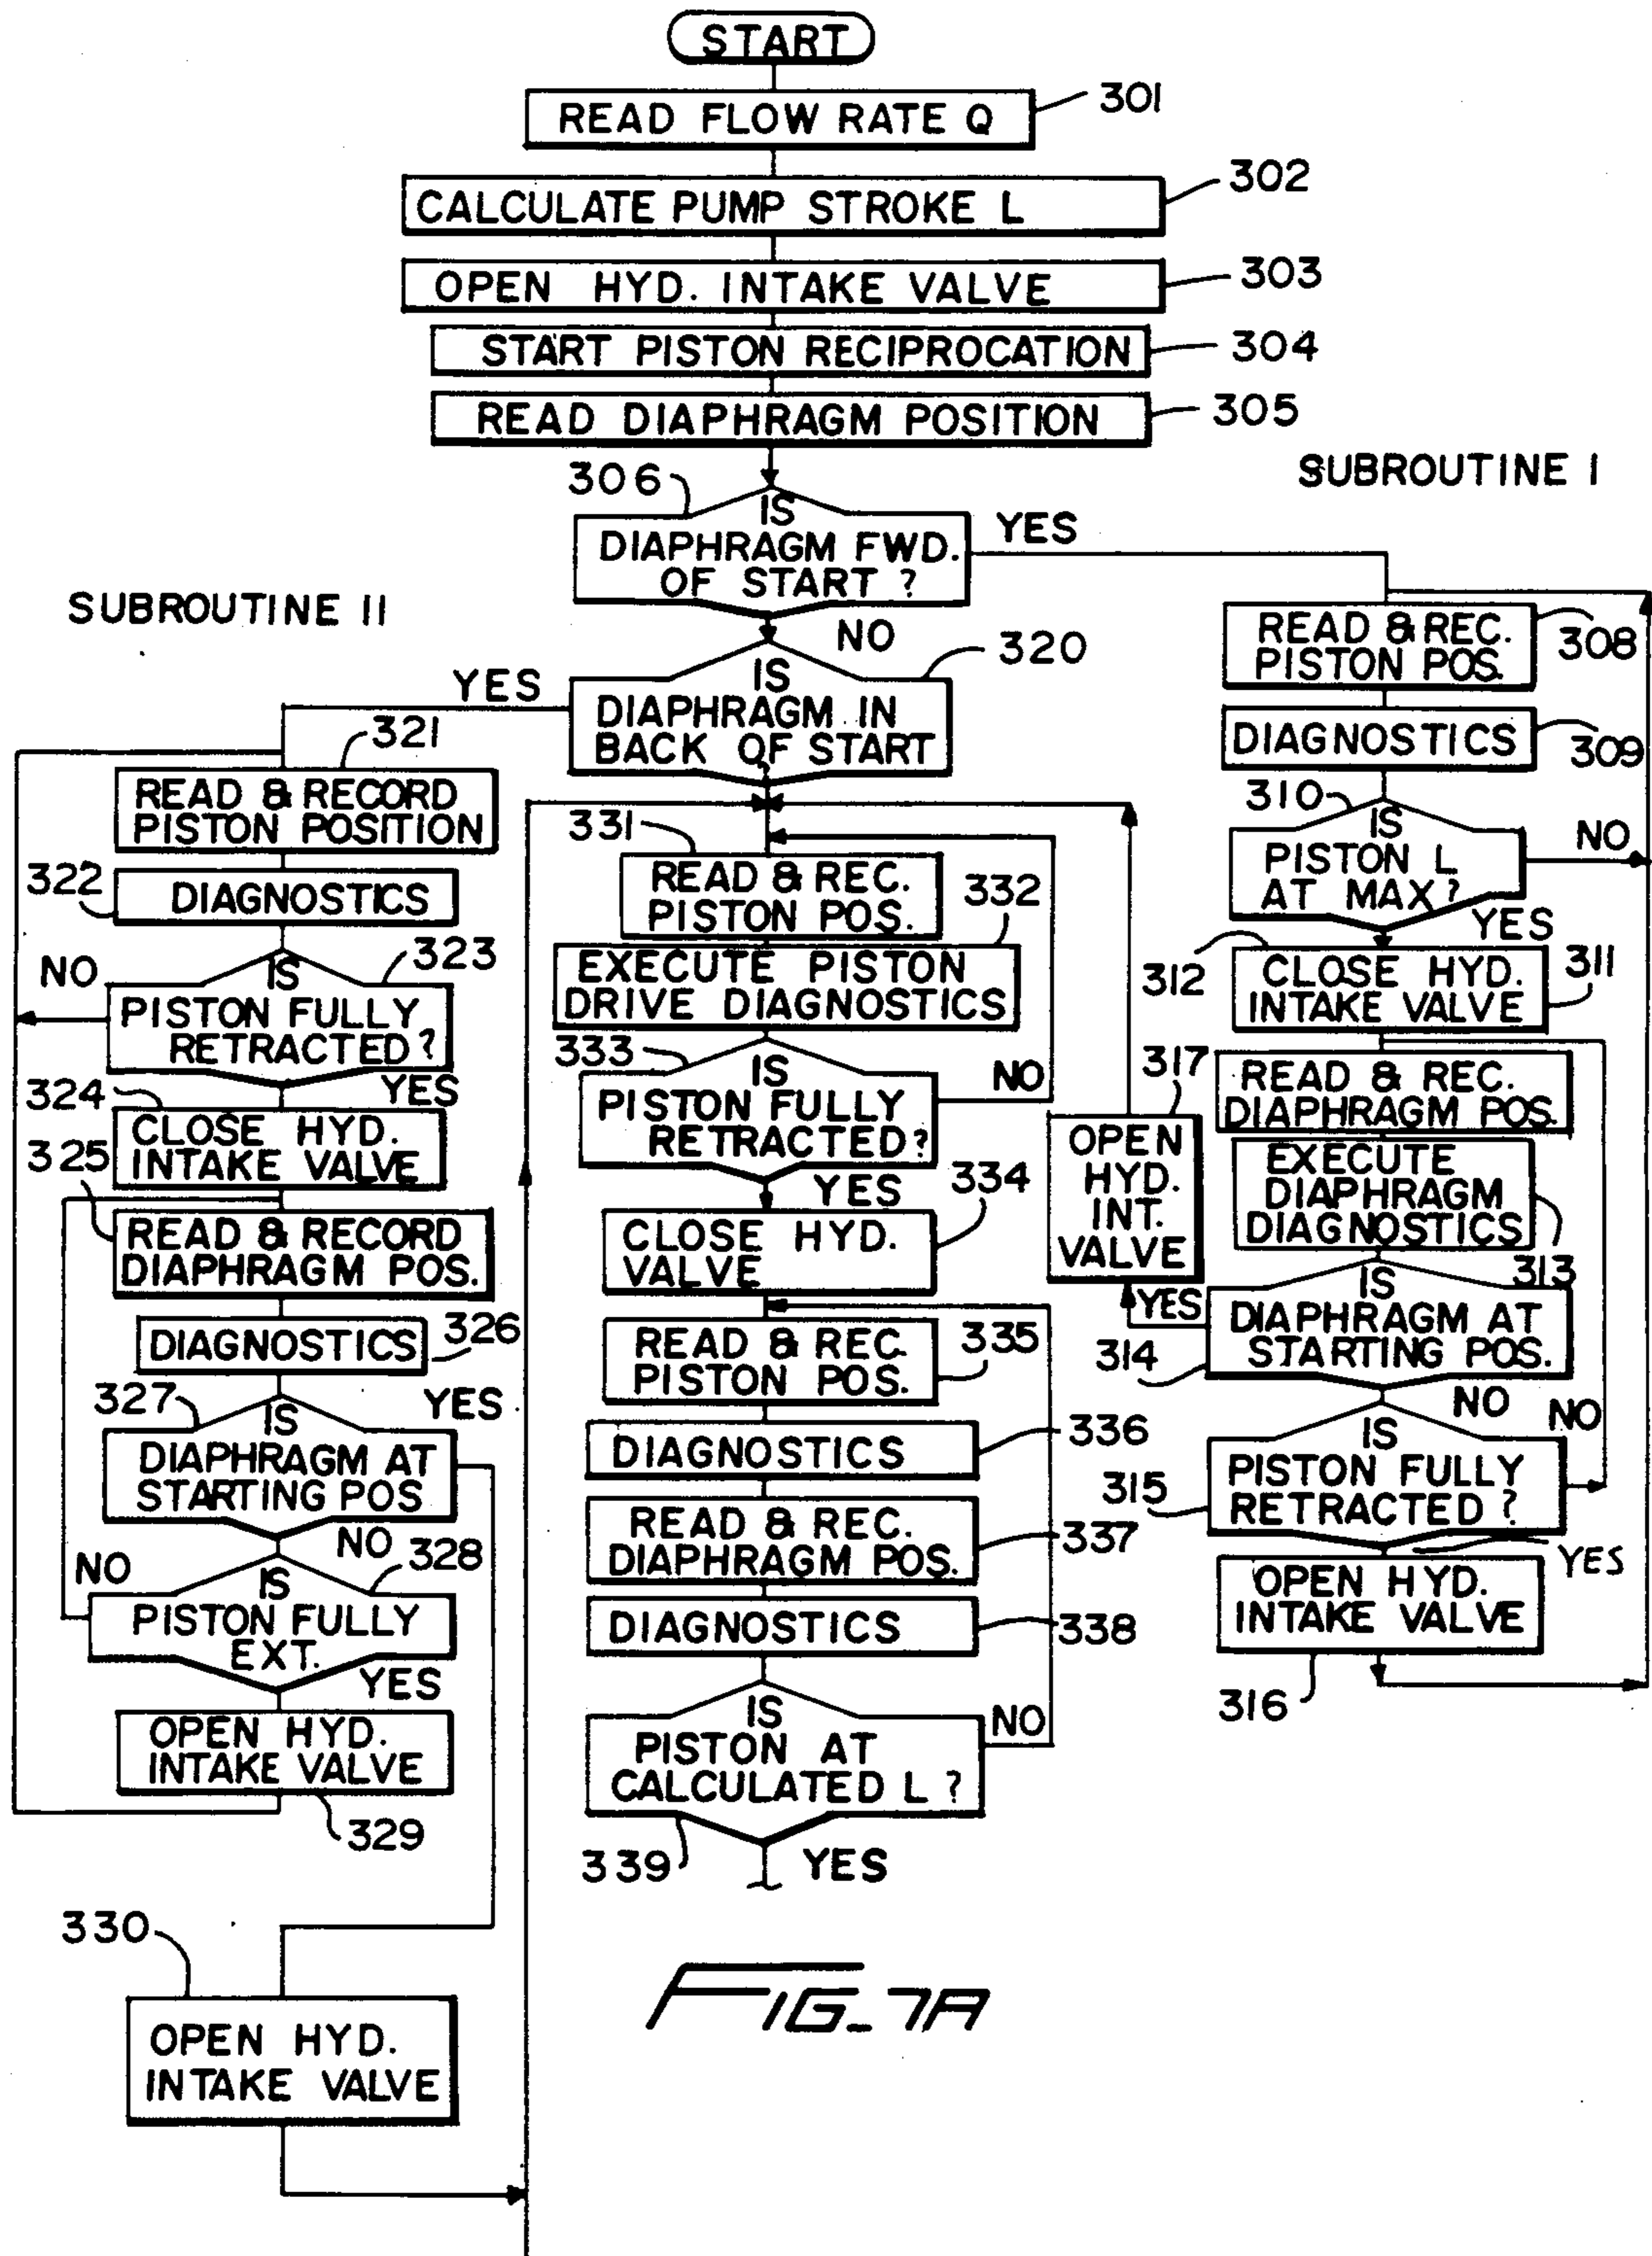 START
READ FLOW RATE Q
301
CALCULATE PUMP STROKE L
302
OPEN HYD. INTAKE VALVE
303
START PISTON RECIPROCATION
304
READ DIAPHRAGM POSITION
305
306
IS
DIAPHRAGM FWD.
OF START ?
YES
NO
320
IS
DIAPHRAGM IN
BACK OF START
YES
SUBROUTINE II
321
READ & RECORD
PISTON POSITION
322
DIAGNOSTICS
323
IS
PISTON FULLY
RETRACTED?
NO
YES
324
CLOSE HYD.
INTAKE VALVE
325
READ & RECORD
DIAPHRAGM POS.
DIAGNOSTICS
326
327
IS
DIAPHRAGM AT
STARTING POS
YES
NO
328
IS
PISTON FULLY
EXT.
NO
YES
OPEN HYD.
INTAKE VALVE
329
330
OPEN HYD.
INTAKE VALVE
331
READ & REC.
PISTON POS.
332
EXECUTE PISTON
DRIVE DIAGNOSTICS
333
IS
PISTON FULLY
RETRACTED?
NO
YES
334
CLOSE HYD.
VALVE
READ & REC.
PISTON POS.
335
DIAGNOSTICS
336
READ & REC.
DIAPHRAGM POS.
337
DIAGNOSTICS
338
IS
PISTON AT
CALCULATED L ?
NO
339
YES
SUBROUTINE I
READ & REC.
PISTON POS.
308
DIAGNOSTICS
309
310
IS
PISTON L
AT MAX?
NO
YES
312
CLOSE HYD.
INTAKE VALVE
311
READ & REC.
DIAPHRAGM POS.
EXECUTE
DIAPHRAGM
DIAGNOSTICS
313
IS
DIAPHRAGM AT
STARTING POS.
314
YES
317
OPEN
HYD.
INT.
VALVE
NO
IS
PISTON FULLY
RETRACTED ?
315
NO
YES
OPEN HYD.
INTAKE VALVE
316
FIG_7A